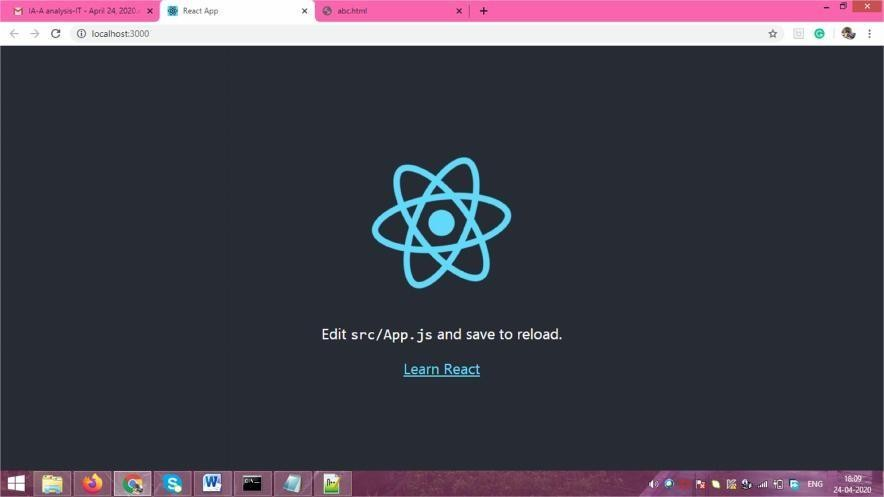 IA-A analysis-IT - April 24, 2020.
React App
abc.html
localhost:3000
Edit src/App.js and save to reload.
Learn React
ENG
18:09
24-04-2020